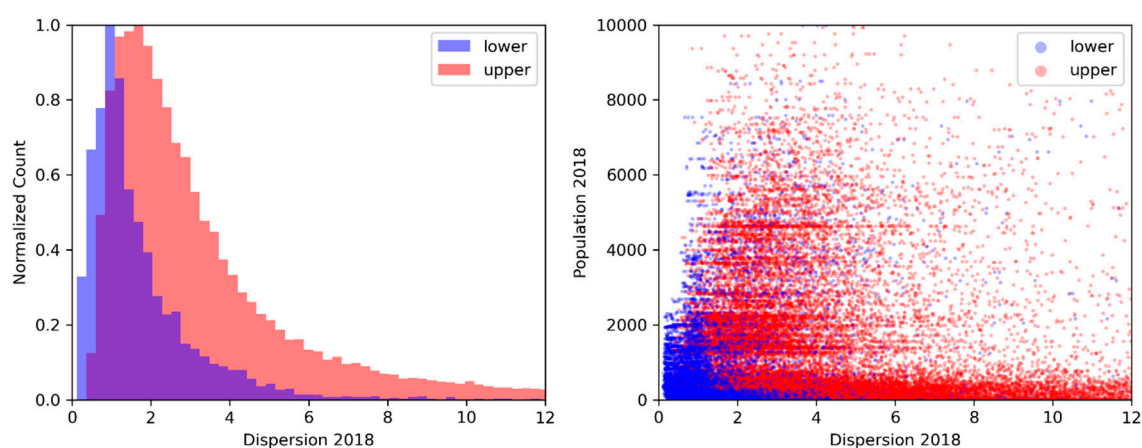 1.0
0.8
0.6
0.4
0.2
0.0
Normalized Count
lower
upper
0 2 4 6 8 10 12
Dispersion 2018
10000
8000
6000
4000
2000
0
Population 2018
lower
upper
0 2 4 6 8 10 12
Dispersion 2018